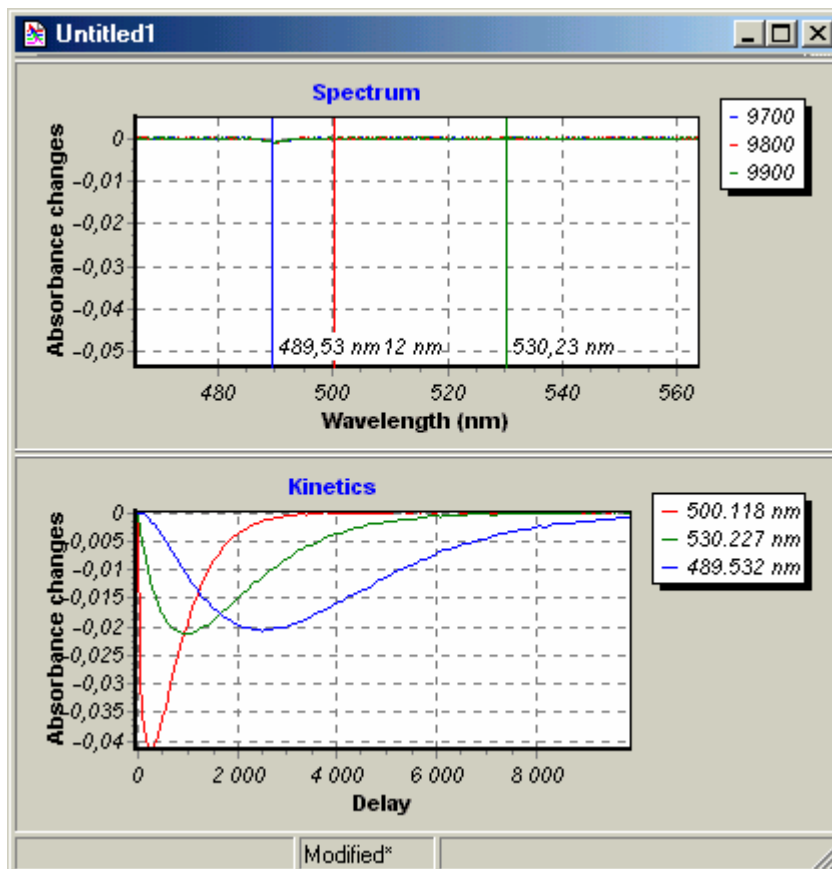 Untitled1
Spectrum
Absorbance changes
0
-0,01
-0,02
-0,03
-0,04
-0,05
489,53 nm 12 nm
530,23 nm
480
500
520
540
560
Wavelength (nm)
9700
9800
9900
Kinetics
Absorbance changes
0
-0,005
-0,01
-0,015
-0,02
-0,025
-0,03
-0,035
-0,04
0
2 000
4 000
6 000
8 000
Delay
500.118 nm
530.227 nm
489.532 nm
Modified*